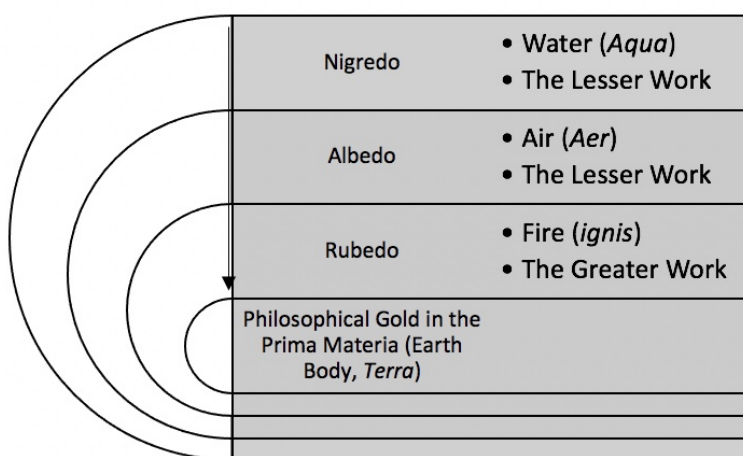 Nigredo
• Water (Aqua)
• The Lesser Work
Albedo
• Air (Aer)
• The Lesser Work
Rubedo
• Fire (ignis)
• The Greater Work
Philosophical Gold in the
Prima Materia (Earth
Body, Terra)